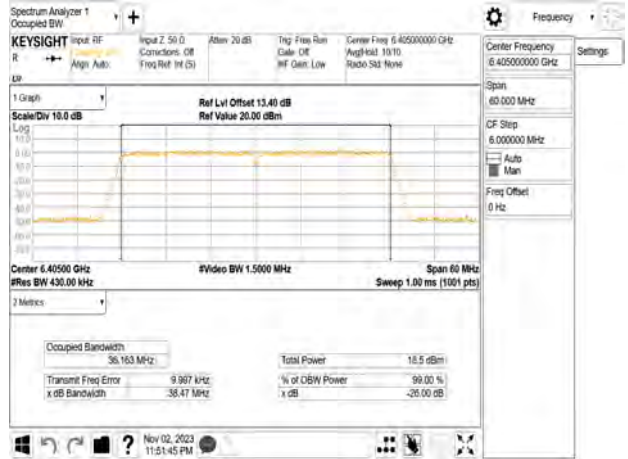 Spectrum Analyzer 1
Occupied BW
+
Frequency
KEYSIGHT
Input: RF
Input Z: 50 Ω
Atten: 20 dB
Trig: Free Run
Center Freq: 6.405000000 GHz
R
Corrections: Off
Gate: Off
Avg|Hold: 10/10
Align: Auto
Freq Ref: Int (S)
#IF Gain: Low
Radio Std: None
Center Frequency
6.405000000 GHz
Settings
Span
60.000 MHz
CF Step
6.000000 MHz
Auto
Man
Freq Offset
0 Hz
1 Graph
Ref Lvl Offset 13.40 dB
Scale/Div 10.0 dB
Ref Value 20.00 dBm
Log
10.0
0.00
Center 6.40500 GHz
#Video BW 1.5000 MHz
Span 60 MHz
#Res BW 430.00 kHz
Sweep 1.00 ms (1001 pts)
2 Metrics
Occupied Bandwidth
36.163 MHz
Total Power
18.5 dBm
Transmit Freq Error
9.997 kHz
% of OBW Power
99.00 %
x dB Bandwidth
38.47 MHz
x dB
-26.00 dB
?
Nov 02, 2023
11:51:45 PM